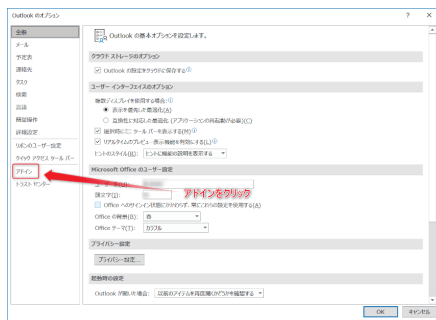 Outlook のオプション
? ×
全般
メール
予定表
連絡先
タスク
検索
言語
簡単操作
詳細設定
リボンのユーザー設定
クイック アクセス ツール バー
アドイン
トラスト センター
Outlook の基本オプションを設定します。
クラウド ストレージのオプション
Outlook の設定をクラウドに保存する
ユーザー インターフェイスのオプション
複数ディスプレイを使用する場合:
表示を優先した最適化(A)
互換性に対応した最適化 (アプリケーションの再起動が必要)(C)
選択時にミニ ツール バーを表示する(M)
リアルタイムのプレビュー表示機能を有効にする(L)
ヒントのスタイル(R): ヒントに機能の説明を表示する
Microsoft Office のユーザー設定
ユーザー名(U):
頭文字(I):
アドインをクリック
Office へのサインイン状態にかかわらず、常にこれらの設定を使用する(A)
Office の背景(B): 雲
Office テーマ(T): カラフル
プライバシー設定
プライバシー設定...
起動時の設定
Outlook が開いた場合: 以前のアイテムを再度開くかどうかを確認する
OK キャンセル